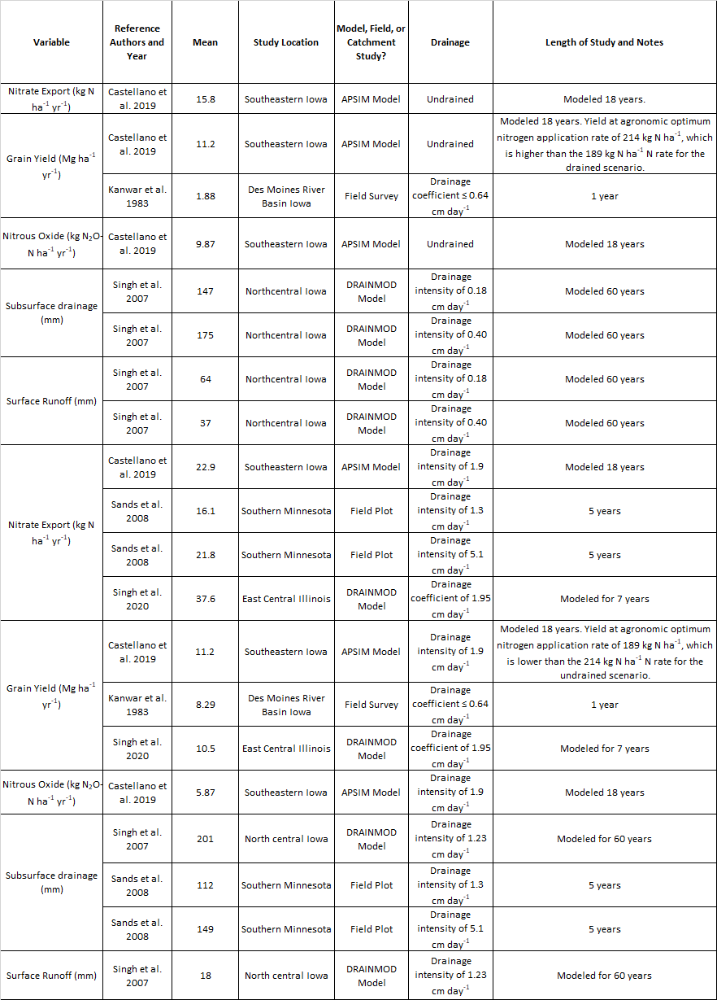 Variable | Reference Authors and Year | Mean | Study Location | Model, Field, or Catchment Study? | Drainage | Length of Study and Notes
Nitrate Export (kg N ha⁻¹ yr⁻¹) | Castellano et al. 2019 | 15.8 | Southeastern Iowa | APSIM Model | Undrained | Modeled 18 years.
Grain Yield (Mg ha⁻¹ yr⁻¹) | Castellano et al. 2019 | 11.2 | Southeastern Iowa | APSIM Model | Undrained | Modeled 18 years. Yield at agronomic optimum nitrogen application rate of 214 kg N ha⁻¹, which is higher than the 189 kg N ha⁻¹ N rate for the drained scenario.
Kanwar et al. 1983 | 1.88 | Des Moines River Basin Iowa | Field Survey | Drainage coefficient ≤ 0.64 cm day⁻¹ | 1 year
Nitrous Oxide (kg N₂O-N ha⁻¹ yr⁻¹) | Castellano et al. 2019 | 9.87 | Southeastern Iowa | APSIM Model | Undrained | Modeled 18 years
Subsurface drainage (mm) | Singh et al. 2007 | 147 | Northcentral Iowa | DRAINMOD Model | Drainage intensity of 0.18 cm day⁻¹ | Modeled 60 years
Singh et al. 2007 | 175 | Northcentral Iowa | DRAINMOD Model | Drainage intensity of 0.40 cm day⁻¹ | Modeled 60 years
Surface Runoff (mm) | Singh et al. 2007 | 64 | Northcentral Iowa | DRAINMOD Model | Drainage intensity of 0.18 cm day⁻¹ | Modeled 60 years
Singh et al. 2007 | 37 | Northcentral Iowa | DRAINMOD Model | Drainage intensity of 0.40 cm day⁻¹ | Modeled 60 years
Nitrate Export (kg N ha⁻¹ yr⁻¹) | Castellano et al. 2019 | 22.9 | Southeastern Iowa | APSIM Model | Drainage intensity of 1.9 cm day⁻¹ | Modeled 18 years
Sands et al. 2008 | 16.1 | Southern Minnesota | Field Plot | Drainage intensity of 1.3 cm day⁻¹ | 5 years
Sands et al. 2008 | 21.8 | Southern Minnesota | Field Plot | Drainage intensity of 5.1 cm day⁻¹ | 5 years
Singh et al. 2020 | 37.6 | East Central Illinois | DRAINMOD Model | Drainage coefficient of 1.95 cm day⁻¹ | Modeled for 7 years
Grain Yield (Mg ha⁻¹ yr⁻¹) | Castellano et al. 2019 | 11.2 | Southeastern Iowa | APSIM Model | Drainage intensity of 1.9 cm day⁻¹ | Modeled 18 years. Yield at agronomic optimum nitrogen application rate of 189 kg N ha⁻¹, which is lower than the 214 kg N ha⁻¹ N rate for the undrained scenario.
Kanwar et al. 1983 | 8.29 | Des Moines River Basin Iowa | Field Survey | Drainage coefficient ≤ 0.64 cm day⁻¹ | 1 year
Singh et al. 2020 | 10.5 | East Central Illinois | DRAINMOD Model | Drainage coefficient of 1.95 cm day⁻¹ | Modeled for 7 years
Nitrous Oxide (kg N₂O-N ha⁻¹ yr⁻¹) | Castellano et al. 2019 | 5.87 | Southeastern Iowa | APSIM Model | Drainage intensity of 1.9 cm day⁻¹ | Modeled 18 years
Subsurface drainage (mm) | Singh et al. 2007 | 201 | North central Iowa | DRAINMOD Model | Drainage intensity of 1.23 cm day⁻¹ | Modeled for 60 years
Sands et al. 2008 | 112 | Southern Minnesota | Field Plot | Drainage intensity of 1.3 cm day⁻¹ | 5 years
Sands et al. 2008 | 149 | Southern Minnesota | Field Plot | Drainage intensity of 5.1 cm day⁻¹ | 5 years
Surface Runoff (mm) | Singh et al. 2007 | 18 | North central Iowa | DRAINMOD Model | Drainage intensity of 1.23 cm day⁻¹ | Modeled for 60 years